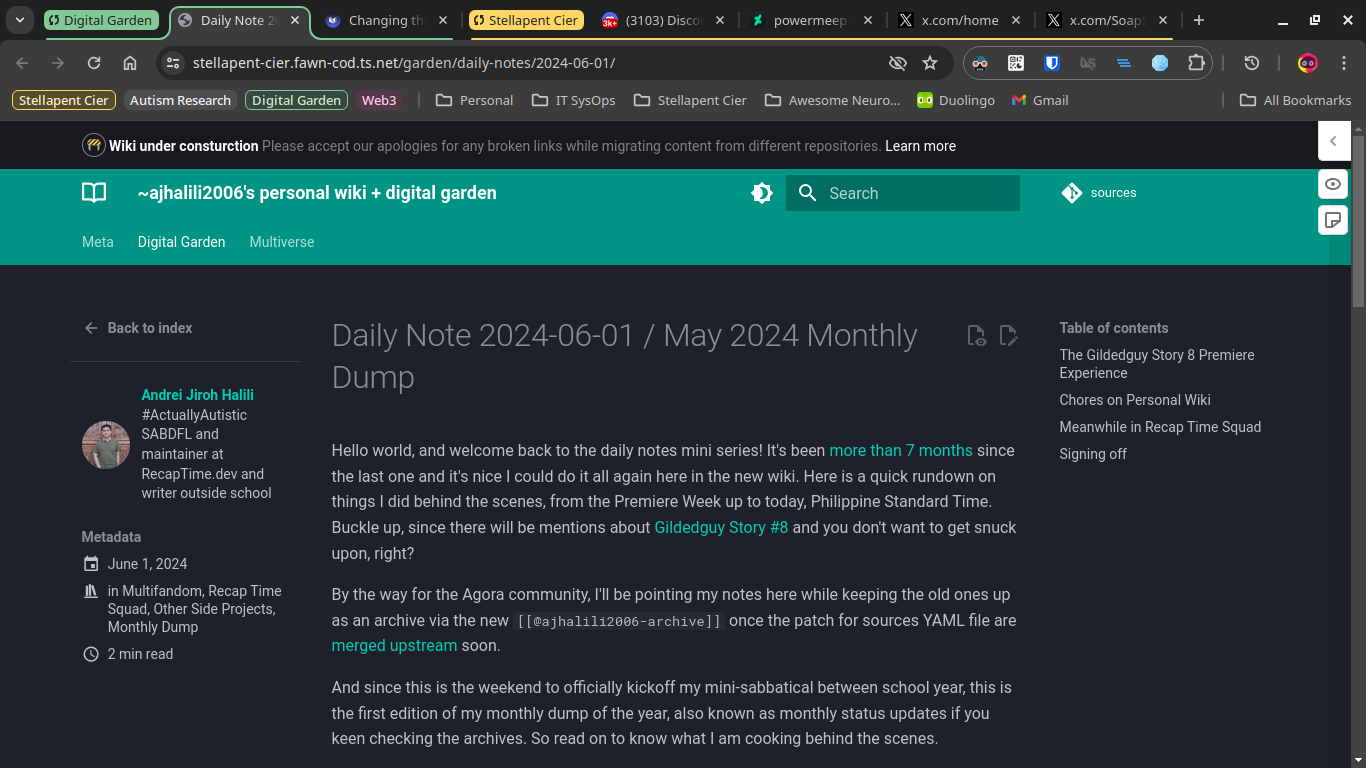 Digital Garden
Daily Note 2
Changing th
Stellapent Cier
(3103) Disco
powermeep
x.com/home
x.com/Soap
stellapent-cier.fawn-cod.ts.net/garden/daily-notes/2024-06-01/
Stellapent Cier
Autism Research
Digital Garden
Web3
Personal
IT SysOps
Stellapent Cier
Awesome Neuro...
Duolingo
Gmail
All Bookmarks
Wiki under consturction Please accept our apologies for any broken links while migrating content from different repositories. Learn more
~ajhalili2006's personal wiki + digital garden
Search
sources
Meta
Digital Garden
Multiverse
Back to index
Andrei Jiroh Halili
#ActuallyAutistic
SABDFL and
maintainer at
RecapTime.dev and
writer outside school
Metadata
June 1, 2024
in Multifandom, Recap Time
Squad, Other Side Projects,
Monthly Dump
2 min read
Daily Note 2024-06-01 / May 2024 Monthly
Dump
Hello world, and welcome back to the daily notes mini series! It's been more than 7 months since
the last one and it's nice I could do it all again here in the new wiki. Here is a quick rundown on
things I did behind the scenes, from the Premiere Week up to today, Philippine Standard Time.
Buckle up, since there will be mentions about Gildedguy Story #8 and you don't want to get snuck
upon, right?
By the way for the Agora community, I'll be pointing my notes here while keeping the old ones up
as an archive via the new [[@ajhalili2006-archive]] once the patch for sources YAML file are
merged upstream soon.
And since this is the weekend to officially kickoff my mini-sabbatical between school year, this is
the first edition of my monthly dump of the year, also known as monthly status updates if you
keen checking the archives. So read on to know what I am cooking behind the scenes.
Table of contents
The Gildedguy Story 8 Premiere
Experience
Chores on Personal Wiki
Meanwhile in Recap Time Squad
Signing off